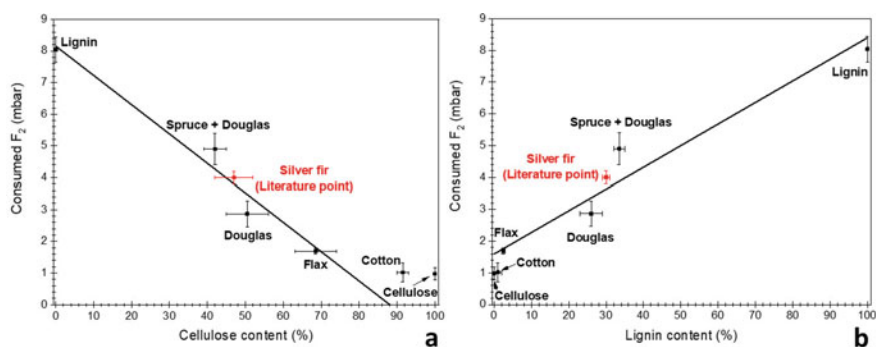 9
8
7
6
5
4
3
2
1
0
Consumed F₂ (mbar)
Lignin
Spruce + Douglas
Silver fir
(Literature point)
Douglas
Flax
Cotton
Cellulose
0 10 20 30 40 50 60 70 80 90 100
Cellulose content (%)
a
9
8
7
6
5
4
3
2
1
0
Consumed F₂ (mbar)
Lignin
Spruce + Douglas
Silver fir
(Literature point)
Flax
Douglas
Cotton
Cellulose
0 10 20 30 40 50 60 70 80 90 100
Lignin content (%)
b